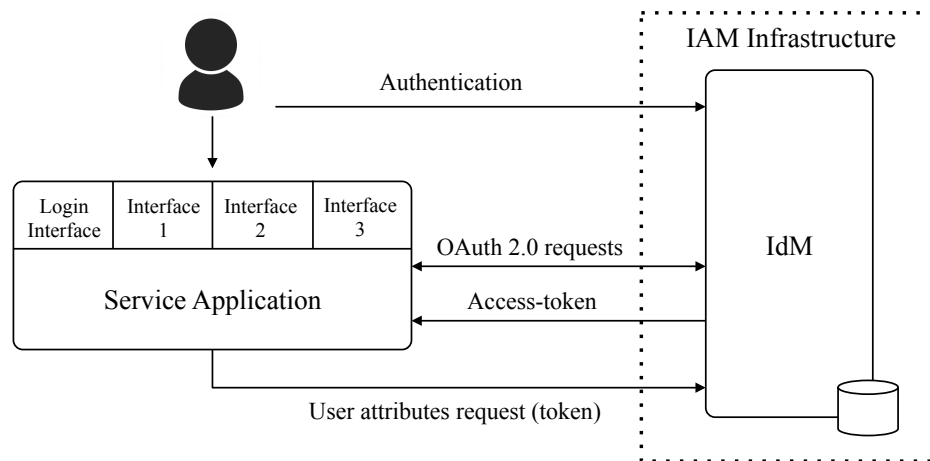 IAM Infrastructure
Authentication
Login
Interface
Interface
1
Interface
2
Interface
3
OAuth 2.0 requests
IdM
Service Application
Access-token
User attributes request (token)